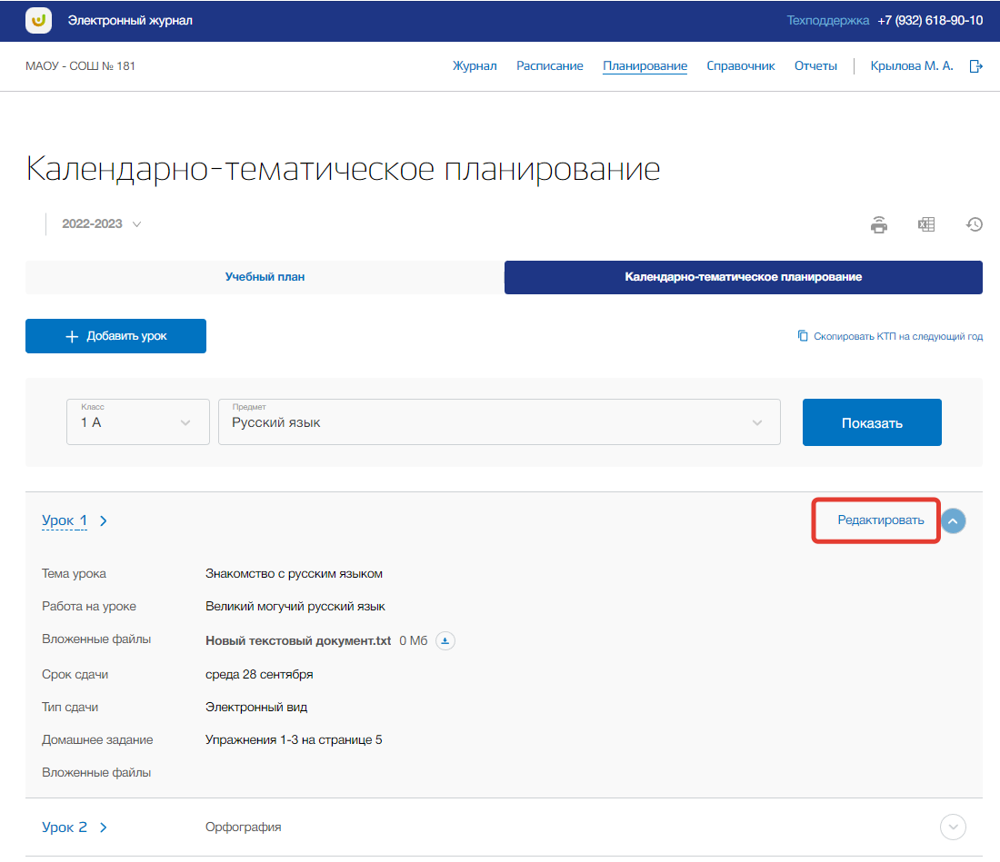 Электронный журнал
Техподдержка +7 (932) 618-90-10
МАОУ - СОШ № 181
Журнал Расписание Планирование Справочник Отчеты Крылова М. А.
Календарно-тематическое планирование
2022-2023
Учебный план Календарно-тематическое планирование
Добавить урок
Скопировать КТП на следующий год
Класс
1 А
Предмет
Русский язык
Показать
Урок 1
Редактировать
Тема урока Знакомство с русским языком
Работа на уроке Великий могучий русский язык
Вложенные файлы Новый текстовый документ.txt 0 Мб
Срок сдачи среда 28 сентября
Тип сдачи Электронный вид
Домашнее задание Упражнения 1-3 на странице 5
Вложенные файлы
Урок 2 Орфография